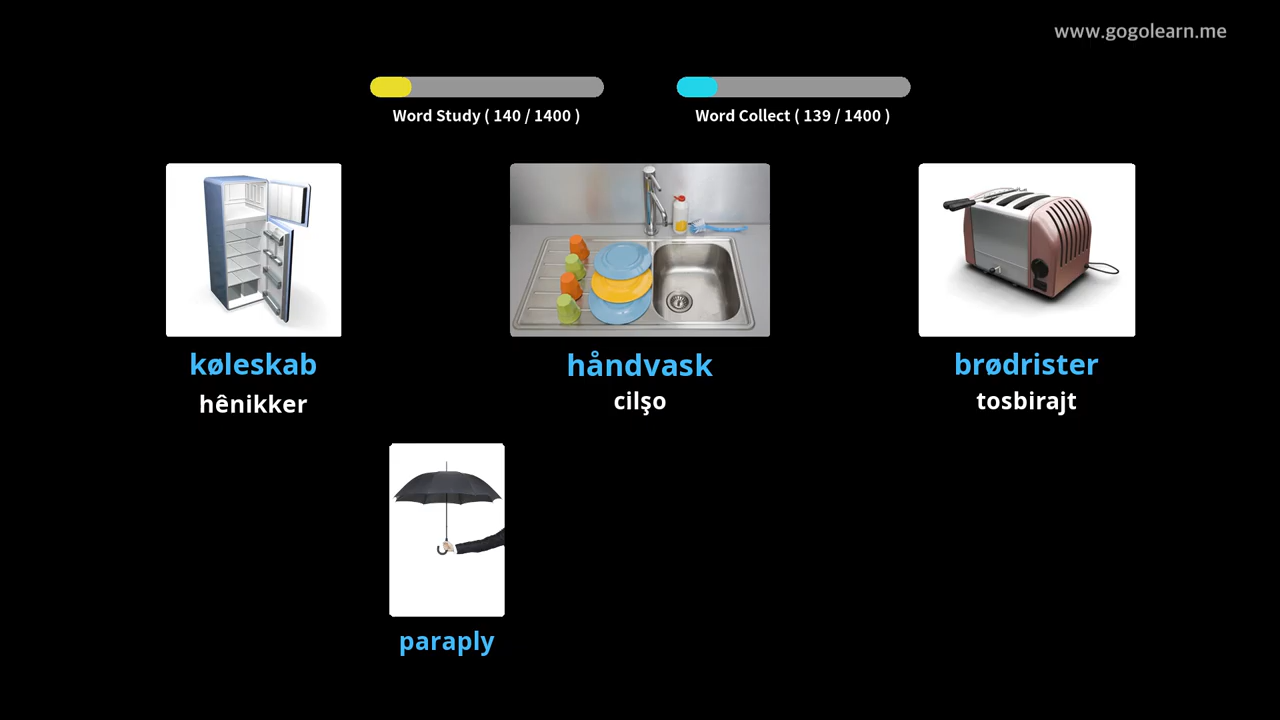 www.gogolearn.me
Word Study ( 140 / 1400 )
Word Collect ( 139 / 1400 )
køleskab
håndvask
brødrister
hênikker
cilşo
tosbirajt
paraply